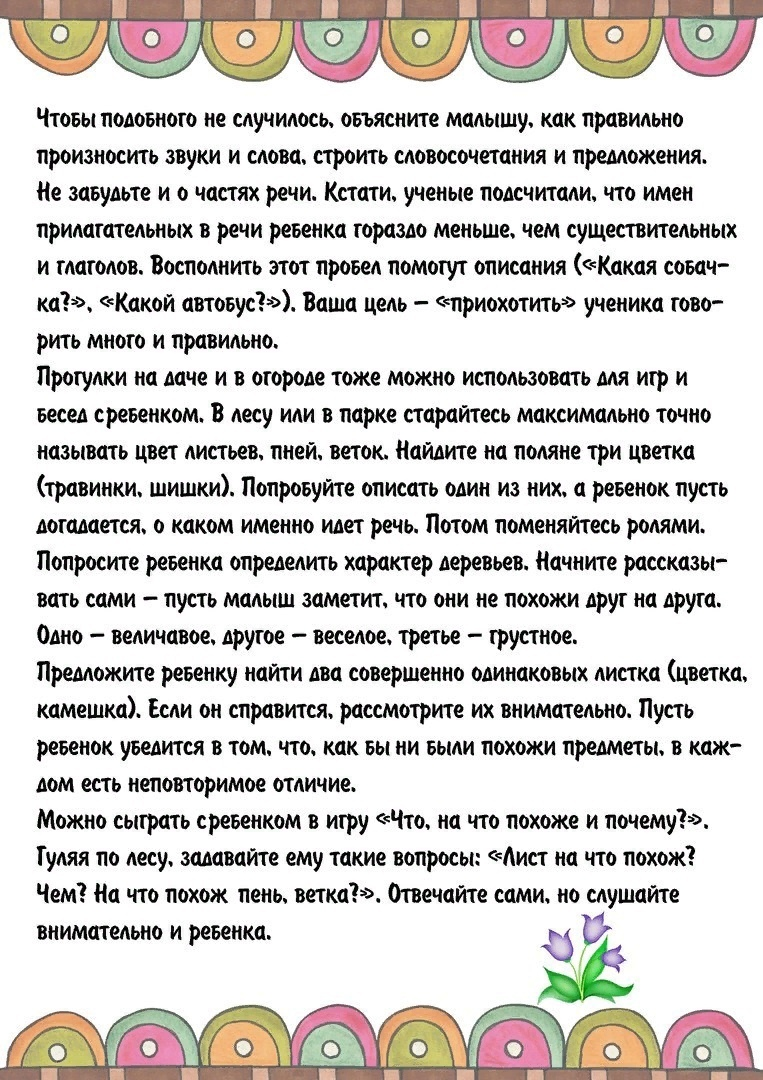 Чтобы подобного не случилось, объясните малышу, как правильно
произносить звуки и слова, строить словосочетания и предложения.
Не забудьте и о частях речи. Кстати, ученые подсчитали, что имен
прилагательных в речи ребенка гораздо меньше, чем существительных
и глаголов. Восполнить этот пробел помогут описания («Какая собач–
ка?», «Какой автобус?»). Ваша цель – «приохотить» ученика гово–
рить много и правильно.
Прогулки на даче и в огороде тоже можно использовать для игр и
бесед с ребенком. В лесу или в парке старайтесь максимально точно
называть цвет листьев, пней, веток. Найдите на поляне три цветка
(травинки, шишки). Попробуйте описать один из них, а ребенок пусть
догадается, о каком именно идет речь. Потом поменяйтесь ролями.
Попросите ребенка определить характер деревьев. Начните рассказы–
вать сами – пусть малыш заметит, что они не похожи друг на друга.
Одно – величавое, другое – веселое, третье – грустное.
Предложите ребенку найти два совершенно одинаковых листка (цветка,
камешка). Если он справится, рассмотрите их внимательно. Пусть
ребенок убедится в том, что, как бы ни были похожи предметы, в каж–
дом есть неповторимое отличие.
Можно сыграть с ребенком в игру «Что, на что похоже и почему?».
Гуляя по лесу, задавайте ему такие вопросы: «Лист на что похож?
Чем? На что похож пень, ветка?». Отвечайте сами, но слушайте
внимательно и ребенка.